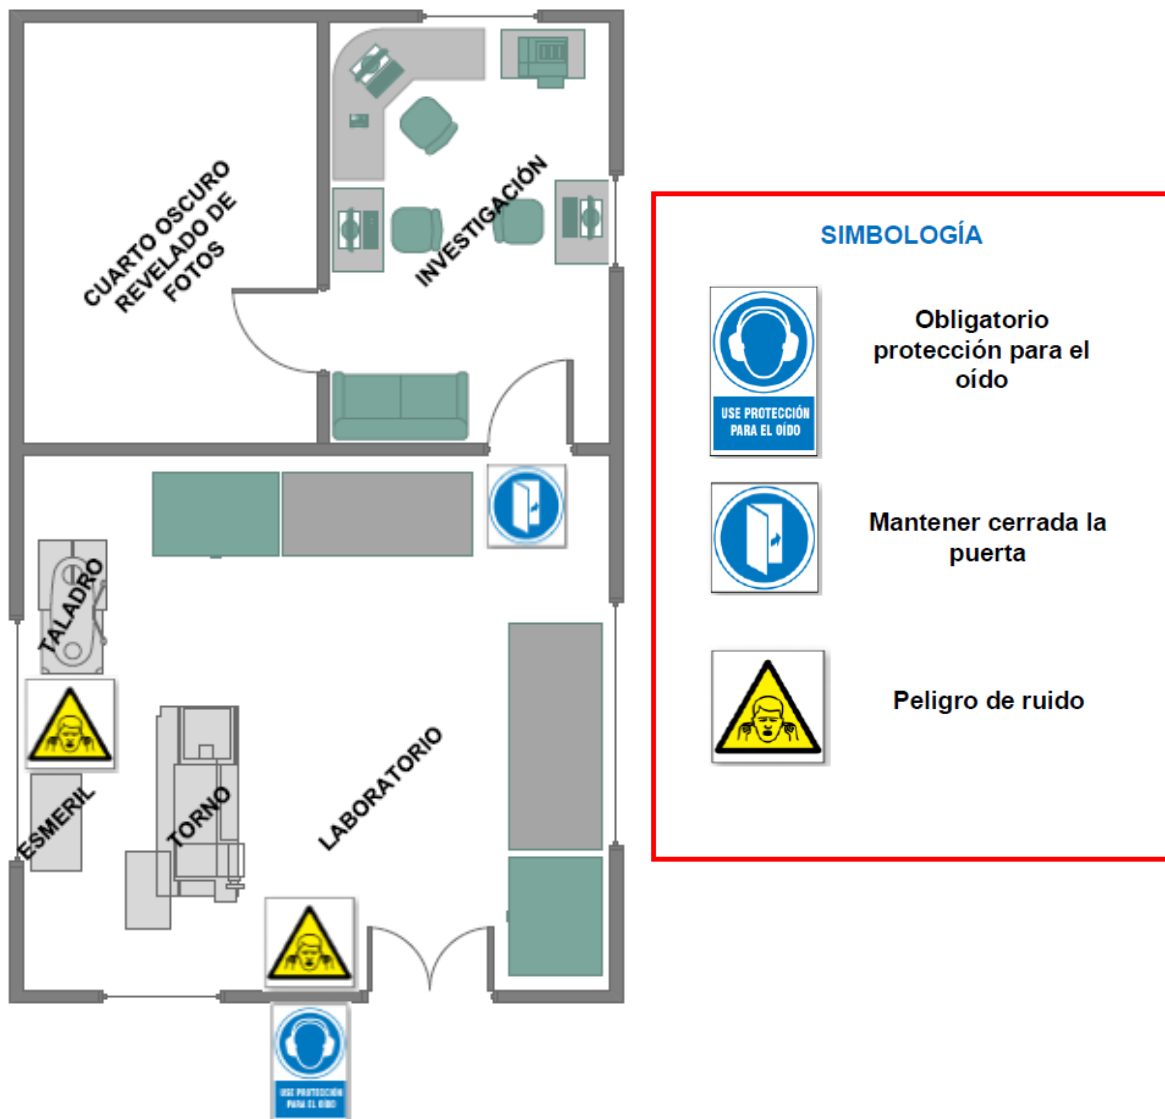 CUARTO OSCURO
REVELADO DE
FOTOS
INVESTIGACIÓN
TALADRO
ESMERIL
TORNO
LABORATORIO
USE PROTECCIÓN
PARA EL OÍDO
SIMBOLOGÍA
USE PROTECCIÓN
PARA EL OÍDO
Obligatorio
protección para el
oído
Mantener cerrada la
puerta
Peligro de ruido